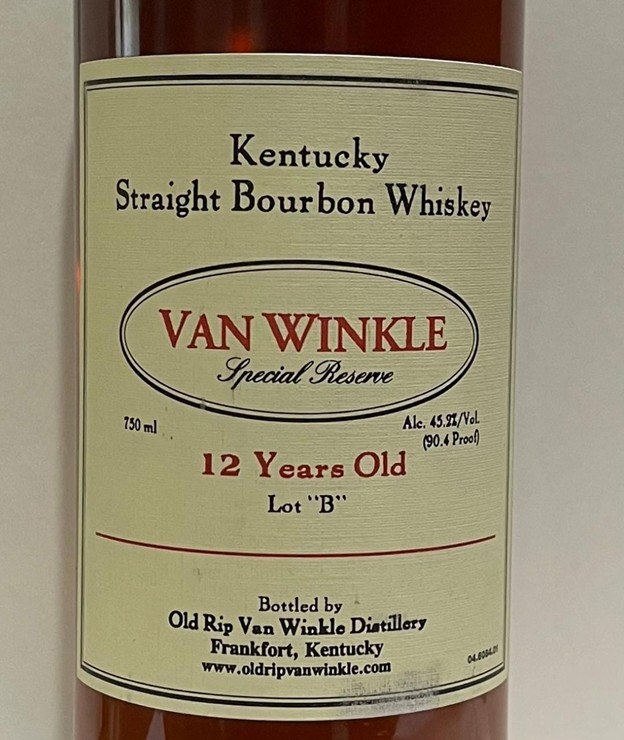 Kentucky
Straight Bourbon Whiskey
VAN WINKLE
Special Reserve
750 ml
Alc. 45.2%/Vol.
(90.4 Proof)
12 Years Old
Lot "B"
Bottled by
Old Rip Van Winkle Distillery
Frankfort, Kentucky
www.oldripvanwinkle.com